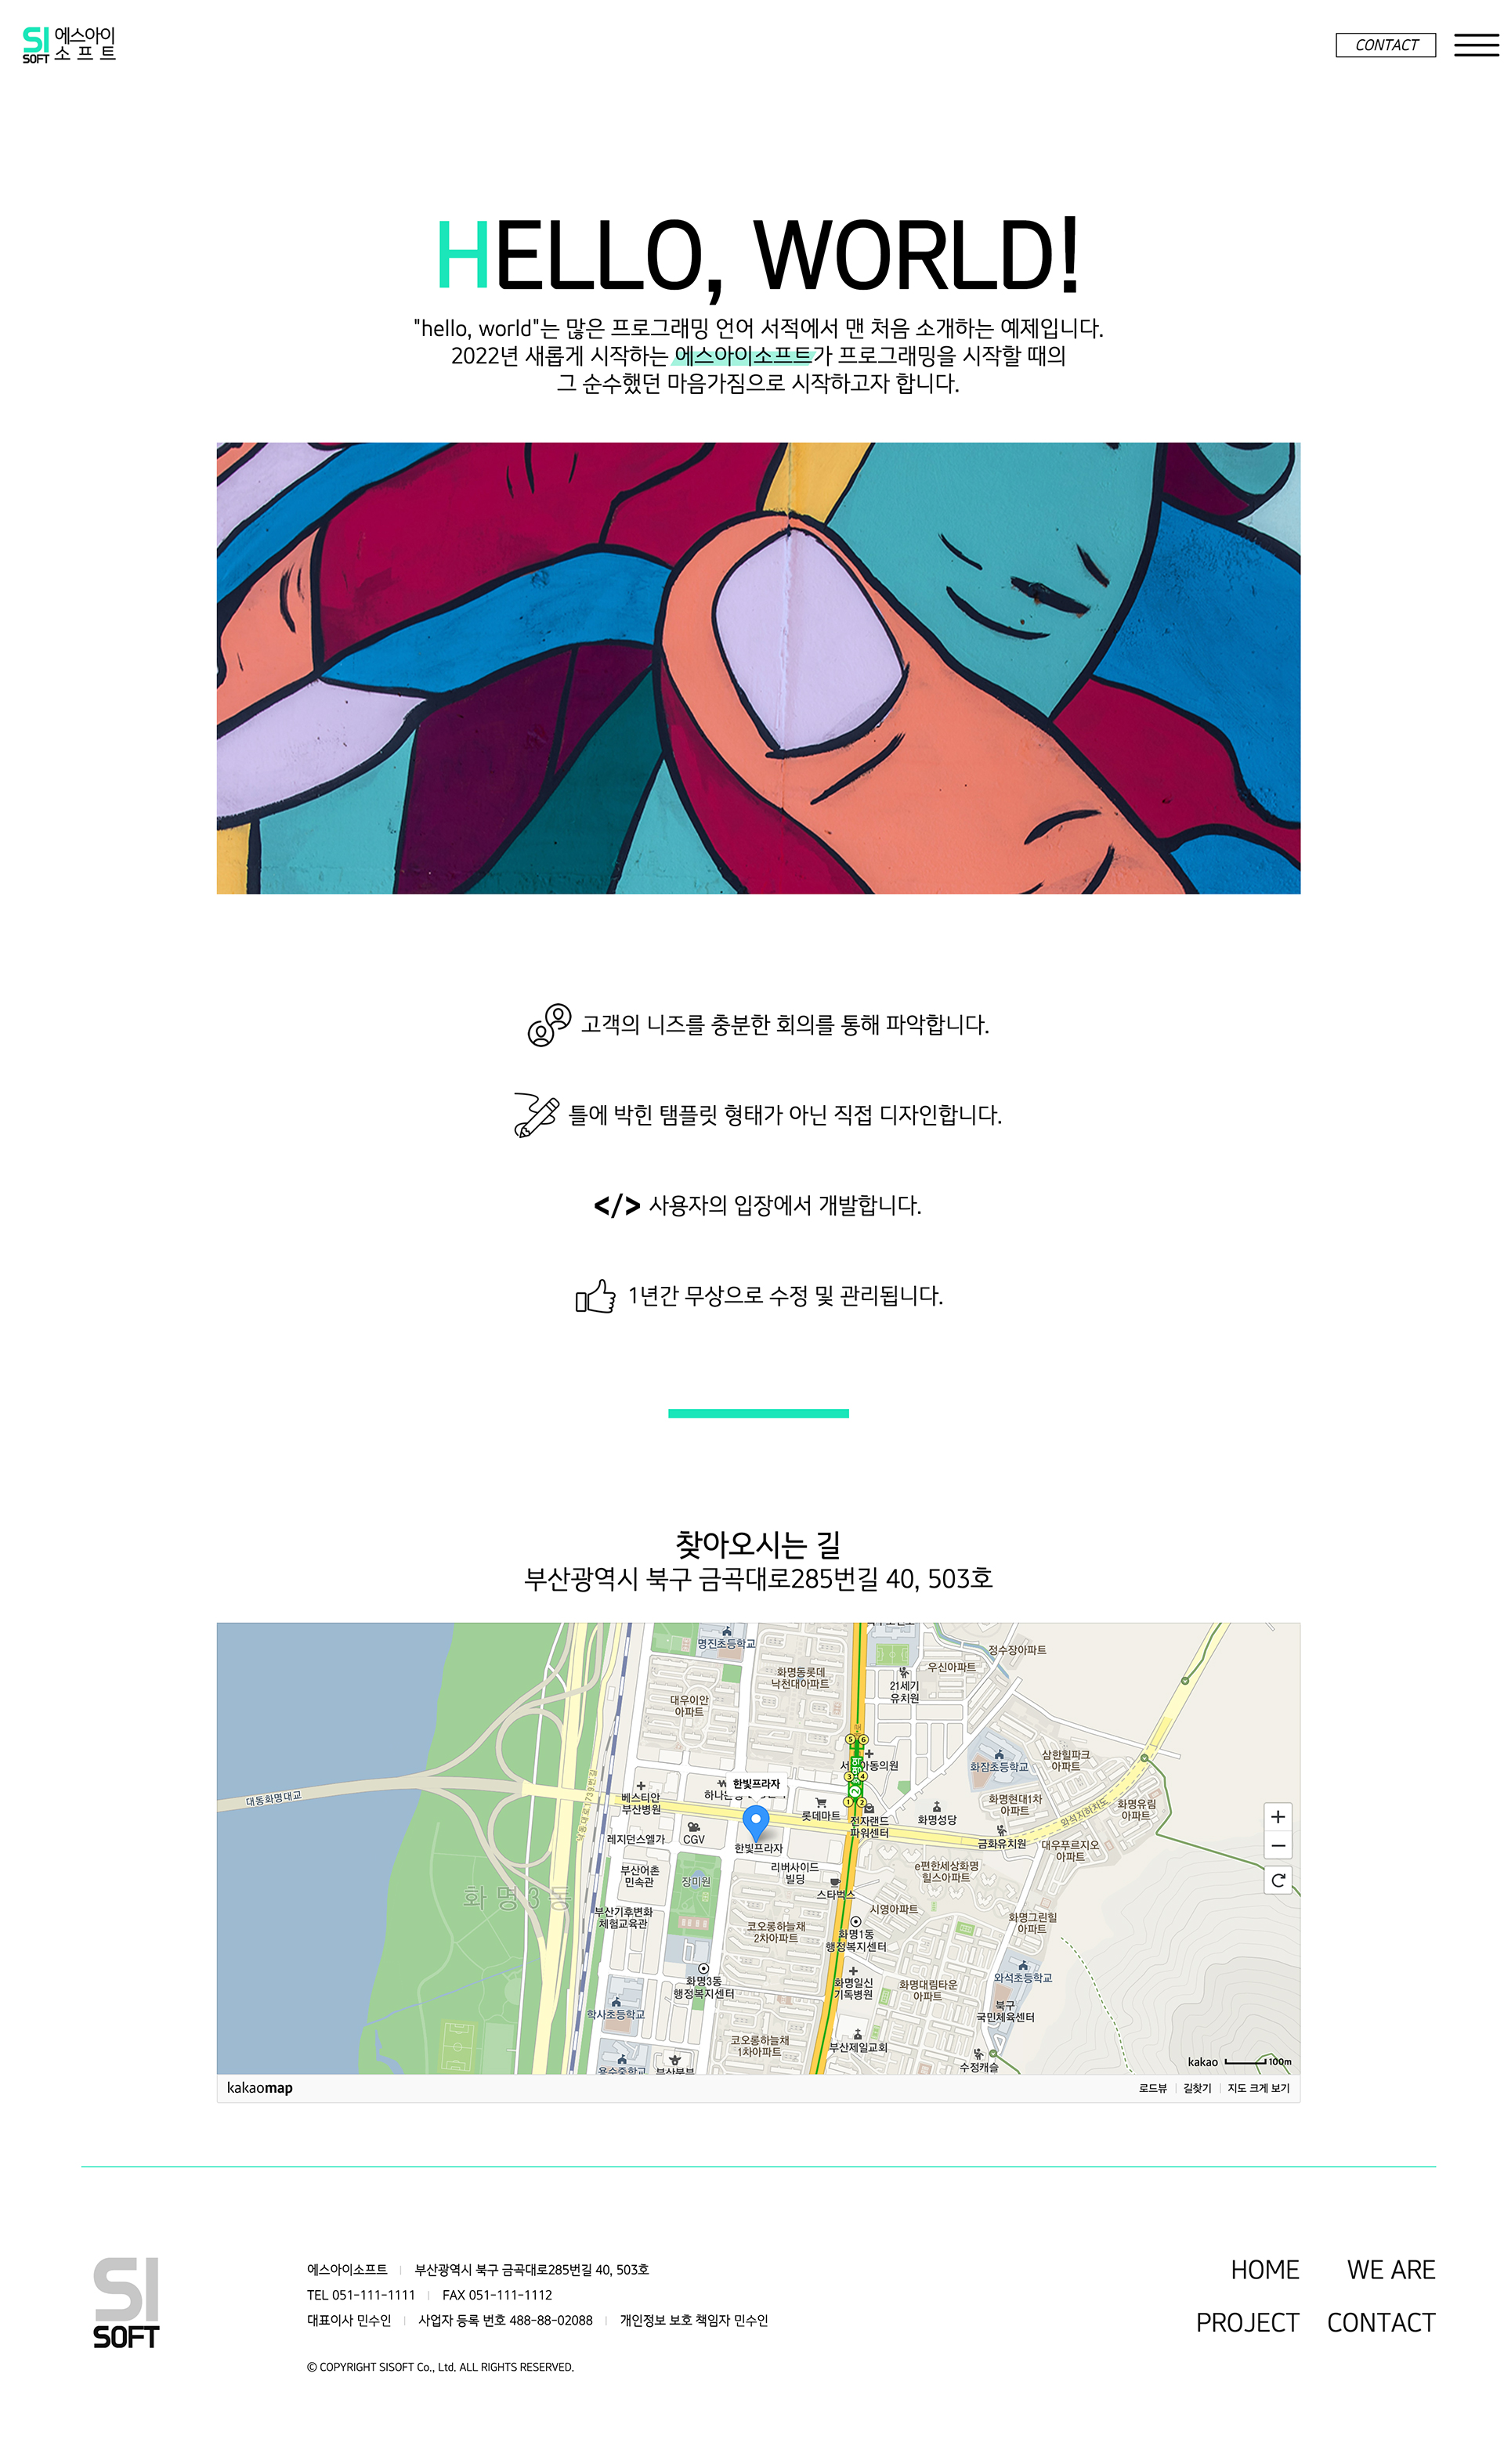 SI
SOFT
에스아이
소프트
CONTACT
HELLO, WORLD!
"hello, world"는 많은 프로그래밍 언어 서적에서 맨 처음 소개하는 예제입니다.
2022년 새롭게 시작하는 에스아이소프트가 프로그래밍을 시작할 때의
그 순수했던 마음가짐으로 시작하고자 합니다.
고객의 니즈를 충분한 회의를 통해 파악합니다.
틀에 박힌 탬플릿 형태가 아닌 직접 디자인합니다.
</> 사용자의 입장에서 개발합니다.
1년간 무상으로 수정 및 관리됩니다.
찾아오시는 길
부산광역시 북구 금곡대로285번길 40, 503호
명진초등학교
정수장아파트
우신아파트
화명동롯데
낙천대아파트
21세기
유치원
대우이안
아파트
5 6
화잠초등학교
삼한힐파크
아파트
3 4
2
대동화명대교
낙동대로1739번길
베스티안
부산병원
한빛프라자
1 2
롯데마트
전자랜드
파워센터
화명성당
화명현대1차
아파트
와석지하차도
화명유림
아파트
레지던스엘가
CGV
한빛프라자
금화유치원
대우푸르지오
아파트
부산어촌
민속관
장미원
리버사이드
빌딩
e편한세상화명
힐스아파트
스타벅스
화명3동
부산기후변화
체험교육관
시영아파트
코오롱하늘채
2차아파트
화명1동
행정복지센터
화명그린힐
아파트
화명3동
행정복지센터
화명일신
기독병원
화명대림타운
아파트
와석초등학교
학사초등학교
북구
국민체육센터
코오롱하늘채
1차아파트
부산제일교회
수정캐슬
용수중학교
kakao 100m
kakaomap
로드뷰 | 길찾기 | 지도 크게 보기
SI
SOFT
에스아이소프트 | 부산광역시 북구 금곡대로285번길 40, 503호
TEL 051-111-1111 | FAX 051-111-1112
대표이사 민수인 | 사업자 등록 번호 488-88-02088 | 개인정보 보호 책임자 민수인
© COPYRIGHT SISOFT Co., Ltd. ALL RIGHTS RESERVED.
HOME WE ARE
PROJECT CONTACT